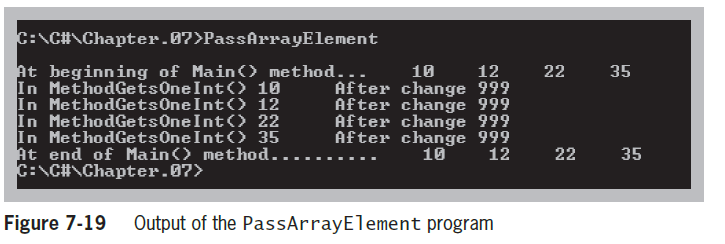 C:\C#\Chapter.07>PassArrayElement
At beginning of Main() method... 10 12 22 35
In MethodGetsOneInt() 10 After change 999
In MethodGetsOneInt() 12 After change 999
In MethodGetsOneInt() 22 After change 999
In MethodGetsOneInt() 35 After change 999
At end of Main() method.......... 10 12 22 35
C:\C#\Chapter.07>
Figure 7-19 Output of the PassArrayElement program